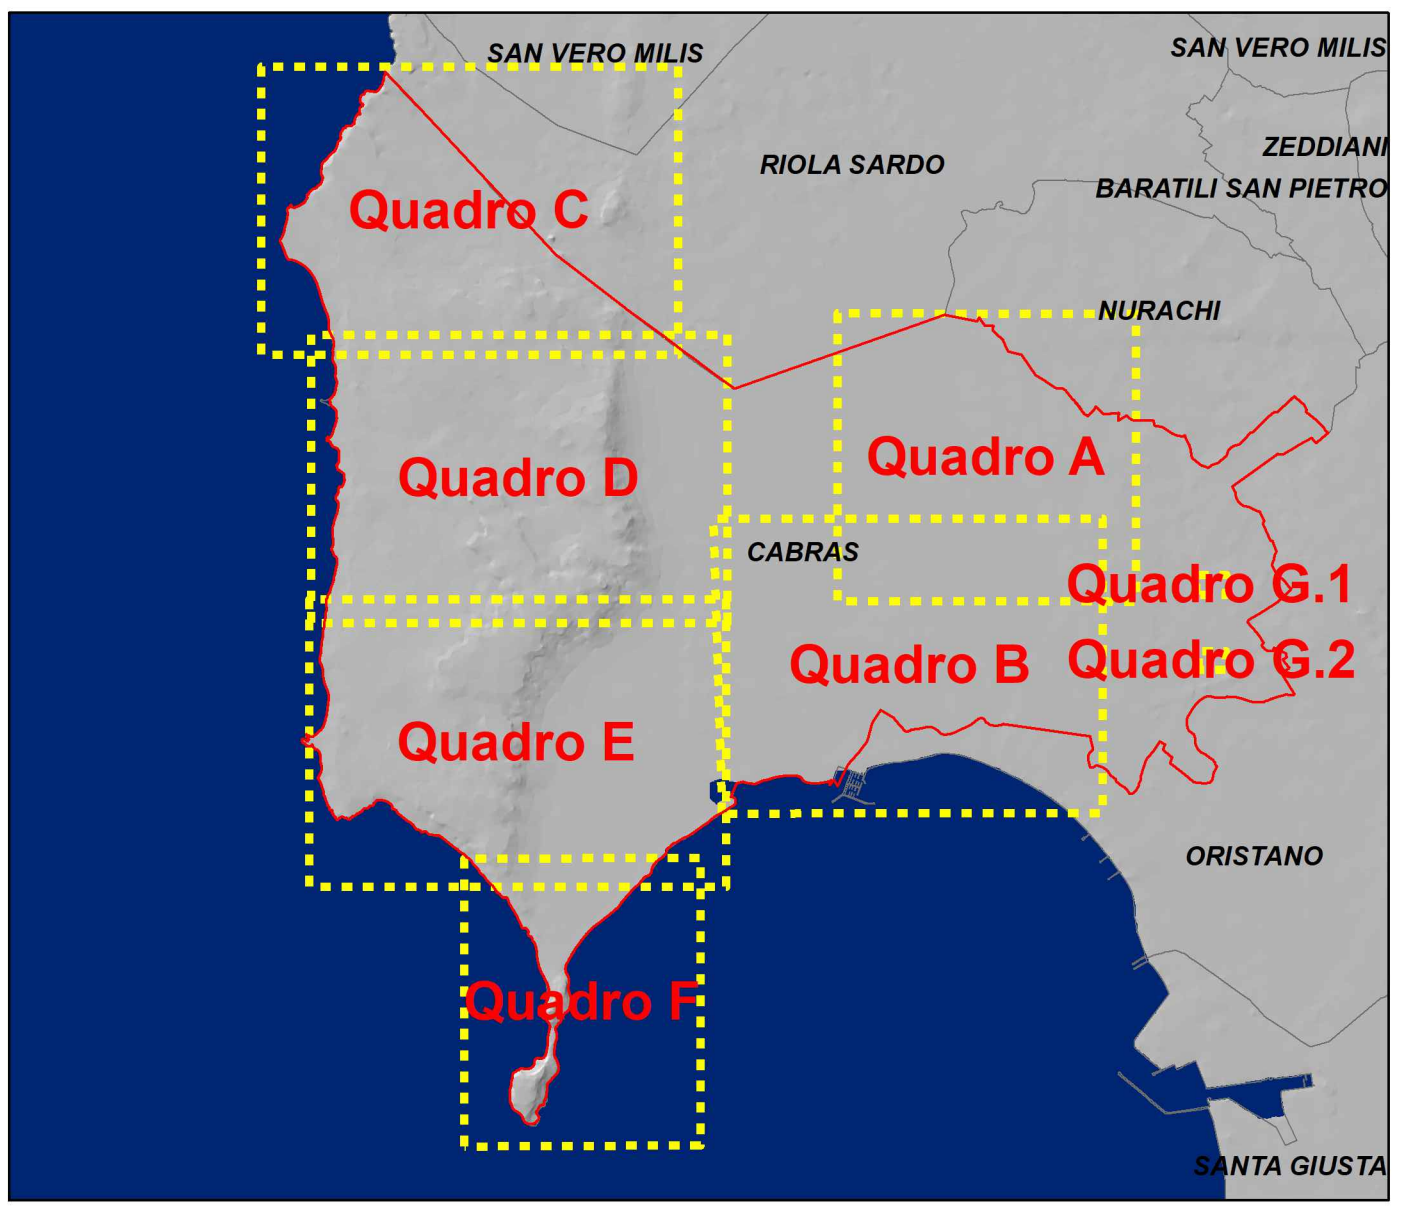 SAN VERO MILIS
SAN VERO MILIS
ZEDDIANI
RIOLA SARDO
BARATILI SAN PIETRO
Quadro C
NURACHI
Quadro A
Quadro D
CABRAS
Quadro G.1
Quadro B
Quadro G.2
Quadro E
ORISTANO
Quadro F
SANTA GIUSTA